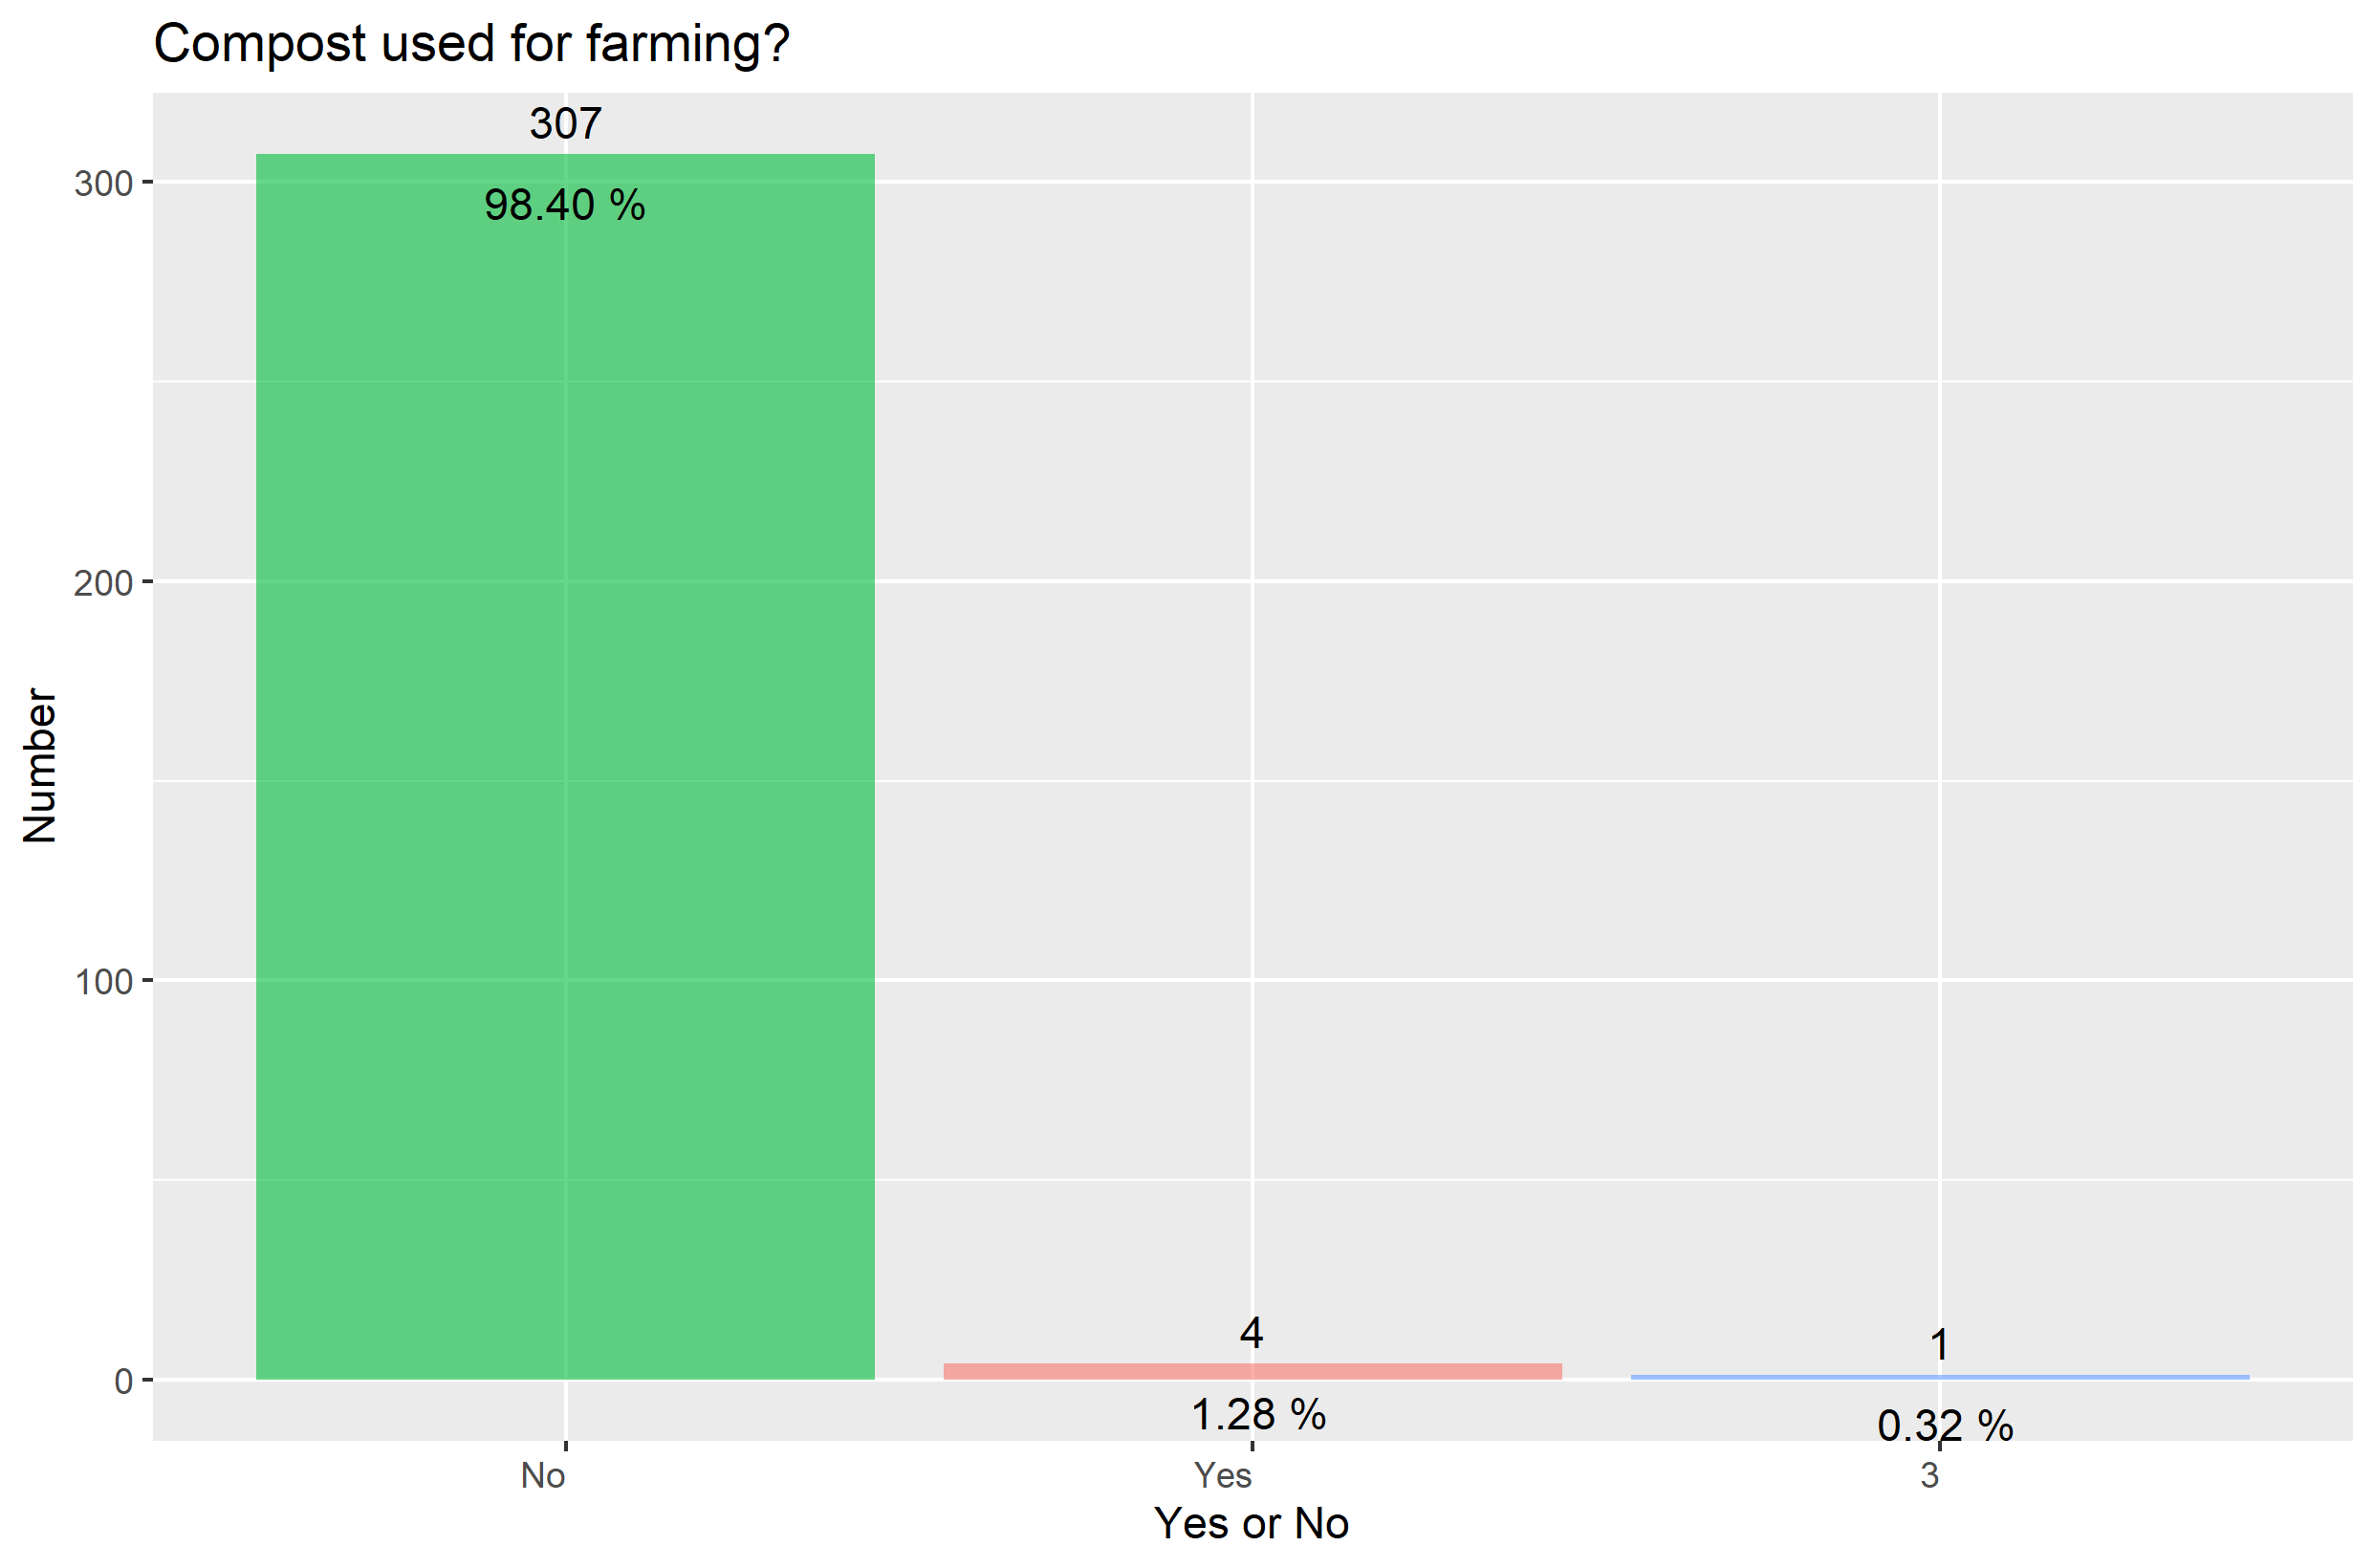 Compost used for farming?
307
300
98.40 %
200
Number
100
4
1
0
1.28 %
0.32 %
No
Yes
3
Yes or No